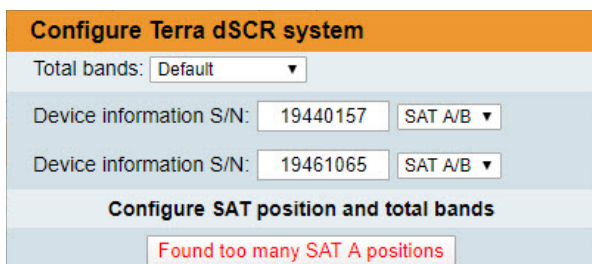 Configure Terra dSCR system
Total bands: Default
Device information S/N: 19440157 SAT A/B
Device information S/N: 19461065 SAT A/B
Configure SAT position and total bands
Found too many SAT A positions